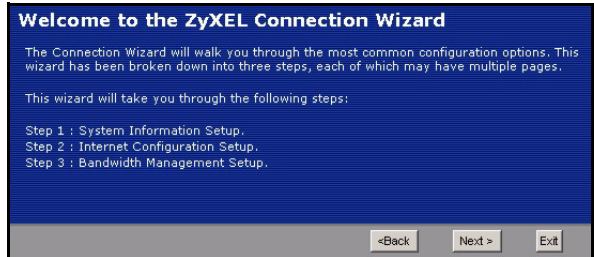 Welcome to the ZyXEL Connection Wizard
The Connection Wizard will walk you through the most common configuration options. This
wizard has been broken down into three steps, each of which may have multiple pages.
This wizard will take you through the following steps:
Step 1 : System Information Setup.
Step 2 : Internet Configuration Setup.
Step 3 : Bandwidth Management Setup.
<Back Next > Exit